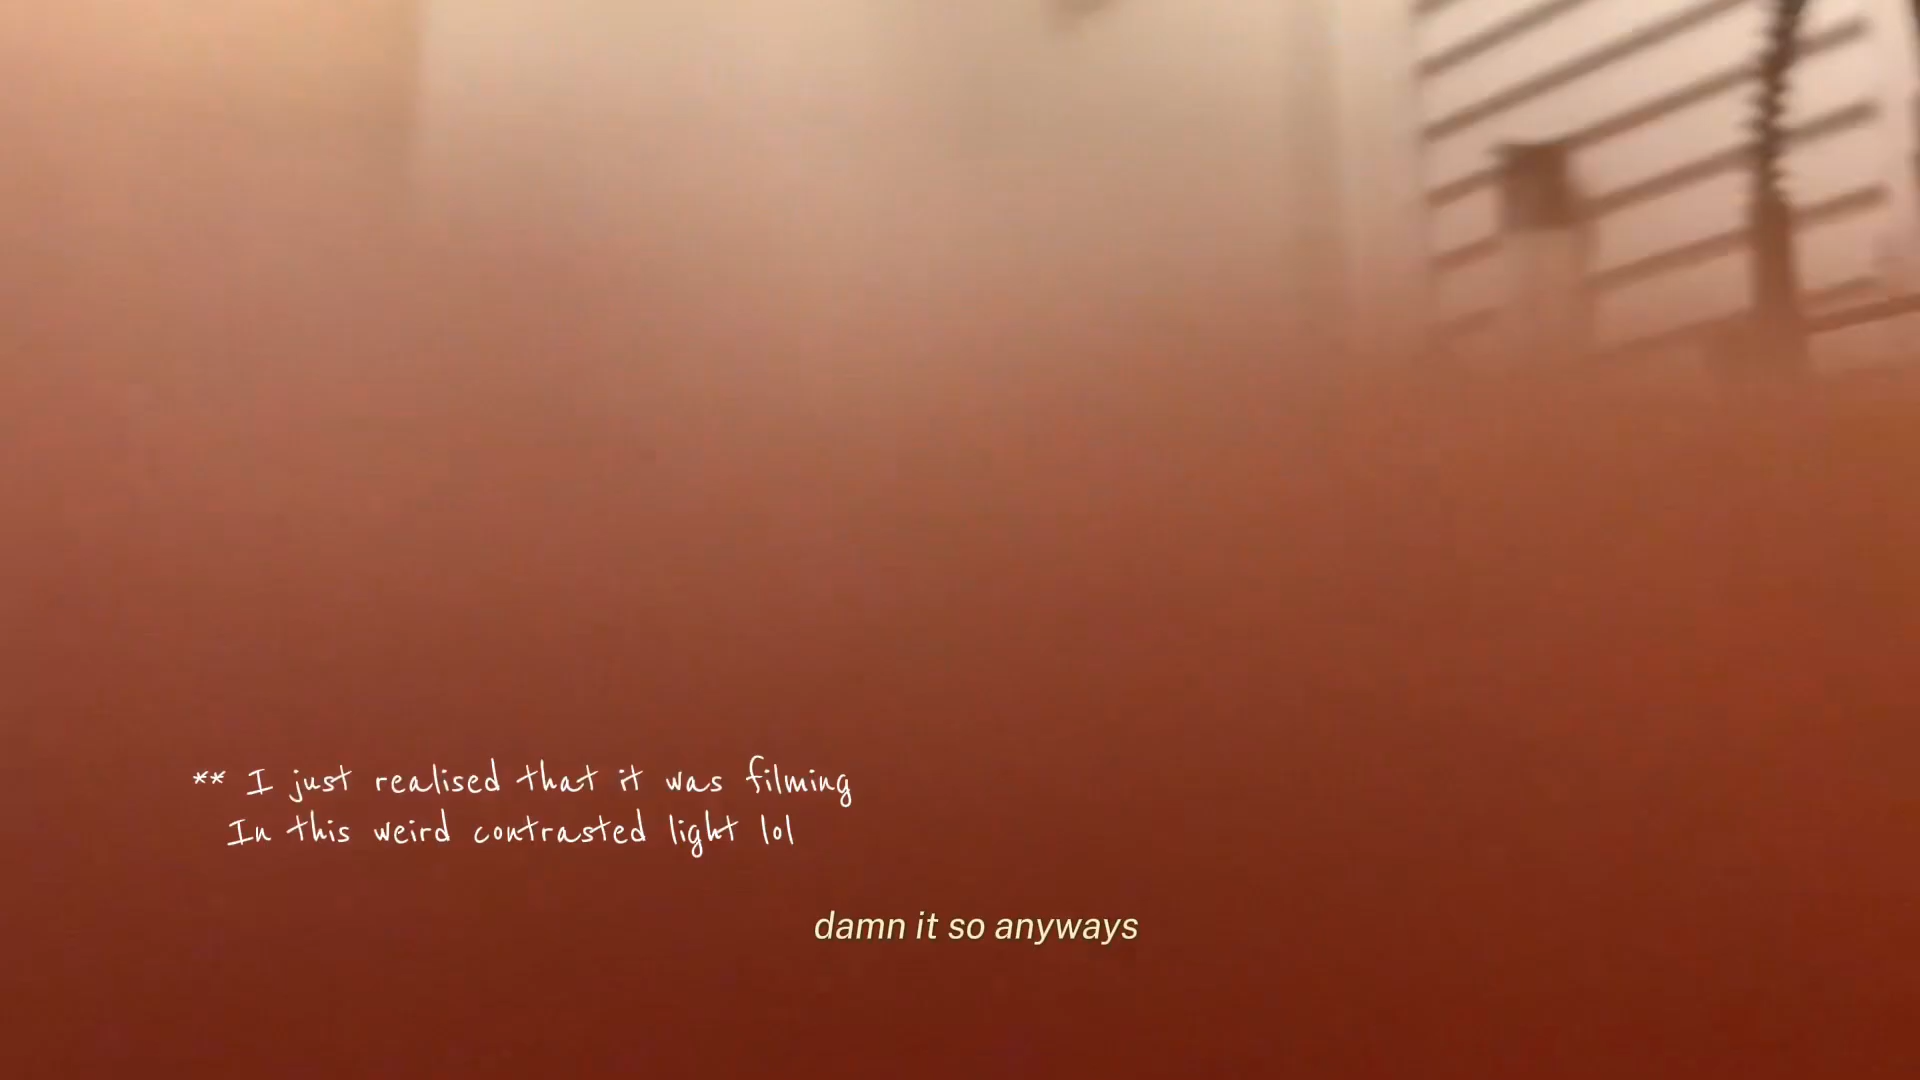 ** I just realised that it was filming
In this weird contrasted light lol
damn it so anyways